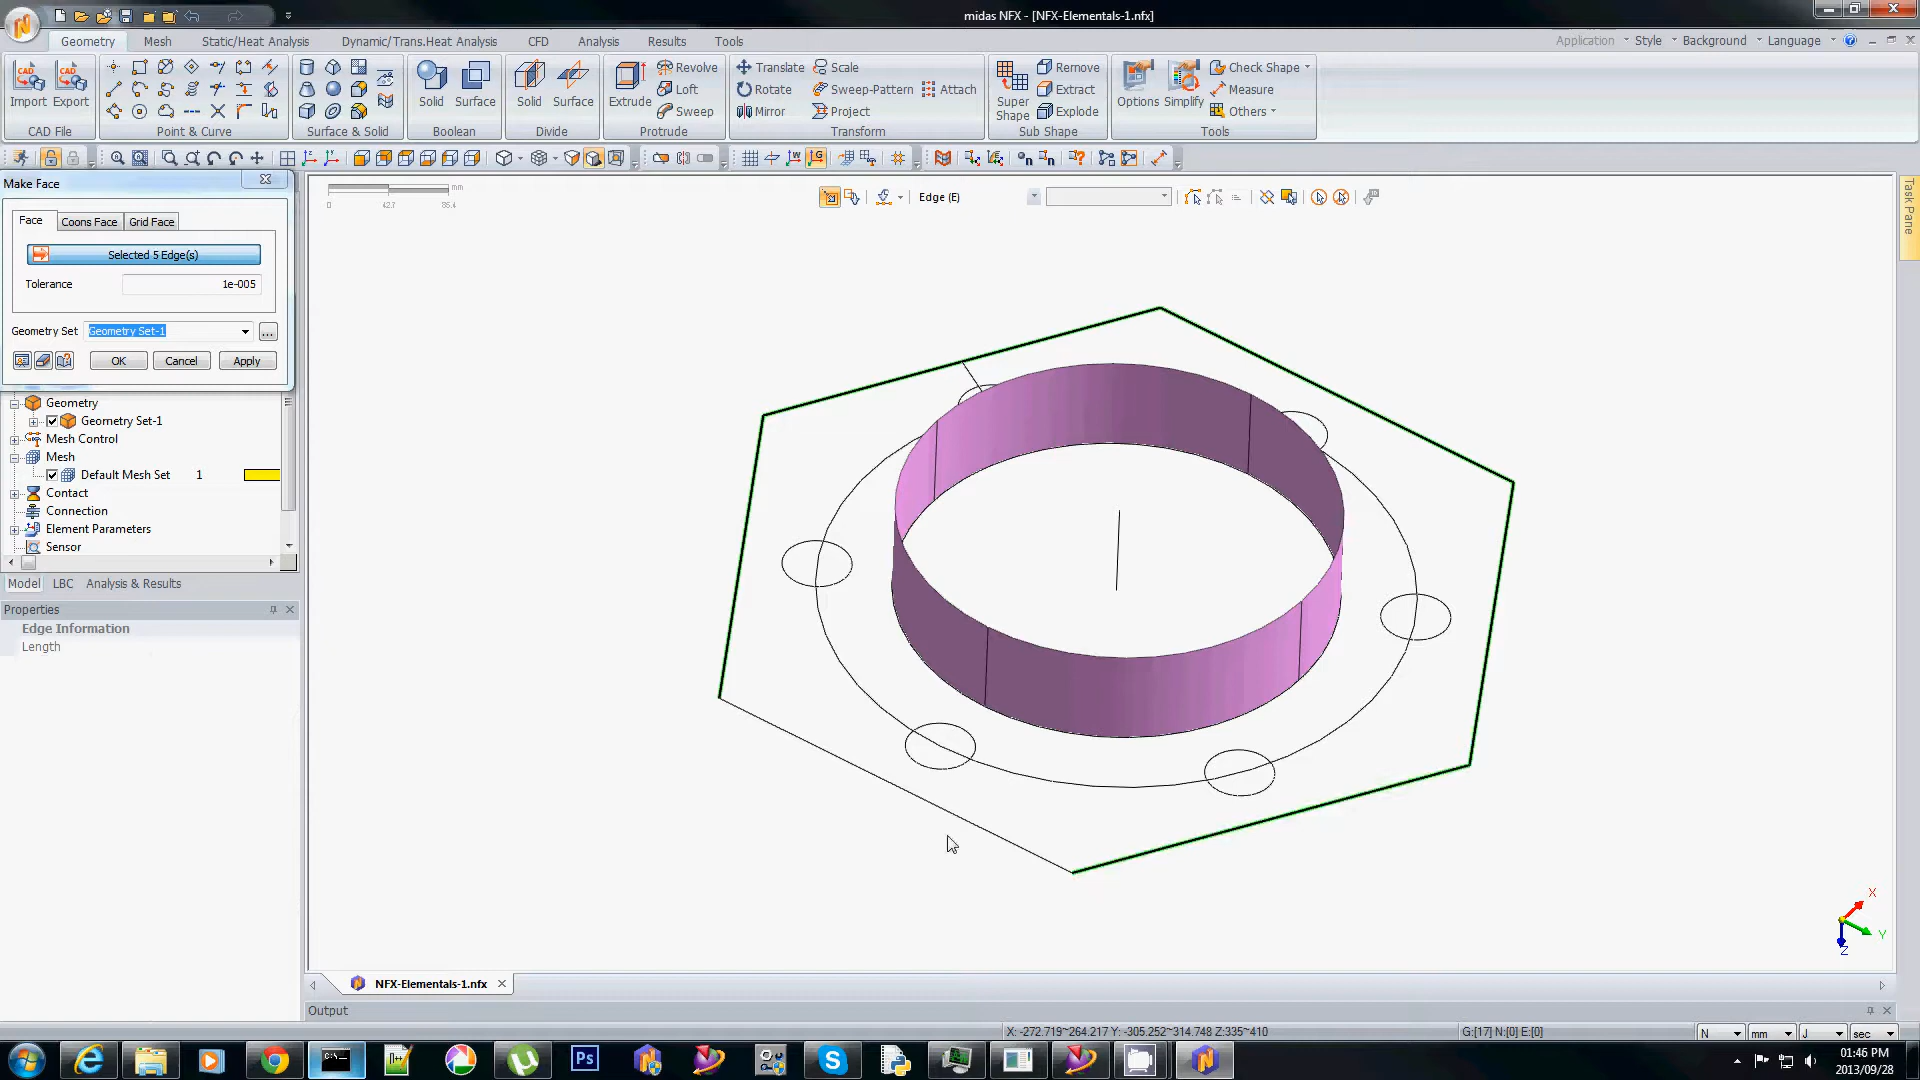 midas NFX - [NFX-Elementals-1.nfx]
Geometry Mesh Static/Heat Analysis Dynamic/Trans.Heat Analysis CFD Analysis Results Tools
Application Style Background Language
Import Export
CAD File
Point & Curve
Surface & Solid
Solid Surface
Boolean
Solid Surface
Divide
Extrude Revolve
Loft
Sweep
Protrude
Translate Scale
Rotate Sweep-Pattern Attach
Mirror Project
Transform
Super Shape
Remove
Extract
Explode
Sub Shape
Options Simplify
Check Shape
Measure
Others
Tools
Make Face
Face Coons Face Grid Face
Selected 5 Edge(s)
Tolerance 1e-005
Geometry Set Geometry Set-1 ...
OK Cancel Apply
Geometry
Geometry Set-1
Mesh Control
Mesh
Default Mesh Set 1
Contact
Connection
Element Parameters
Sensor
Model LBC Analysis & Results
Properties
Edge Information
Length
mm
0 42.7 85.4
Edge (E)
Task Pane
X
Y
Z
NFX-Elementals-1.nfx
Output
X: -272.719~264.217 Y: -305.252~314.748 Z:335~410
G:[17] N:[0] E:[0]
N mm J sec
01:46 PM
2013/09/28